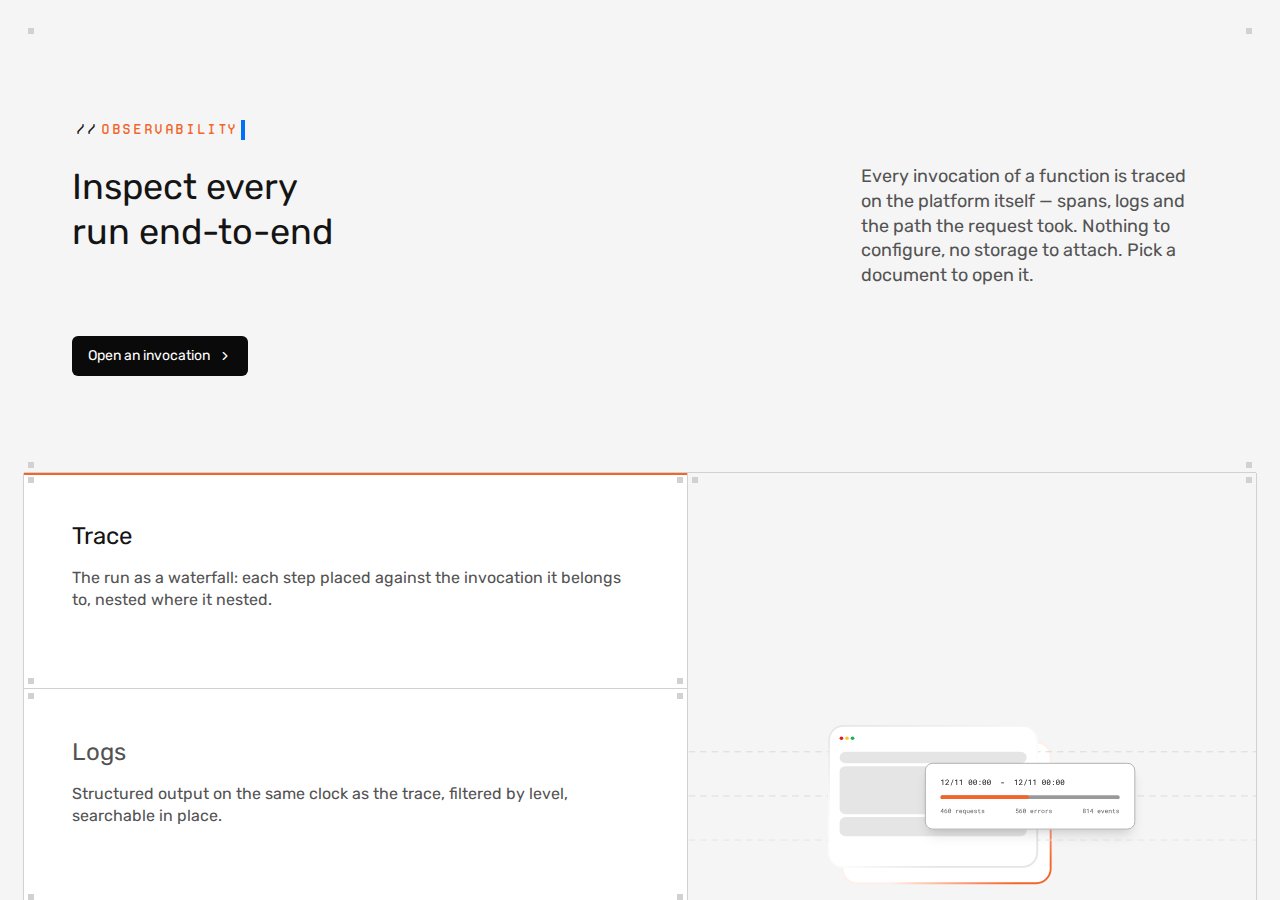 // OBSERVABILITY
Inspect every
run end-to-end
Every invocation of a function is traced
on the platform itself — spans, logs and
the path the request took. Nothing to
configure, no storage to attach. Pick a
document to open it.
Open an invocation
Trace
The run as a waterfall: each step placed against the invocation it belongs
to, nested where it nested.
Logs
Structured output on the same clock as the trace, filtered by level,
searchable in place.
12/11 00:00 - 12/11 00:00
460 requests 560 errors 814 events